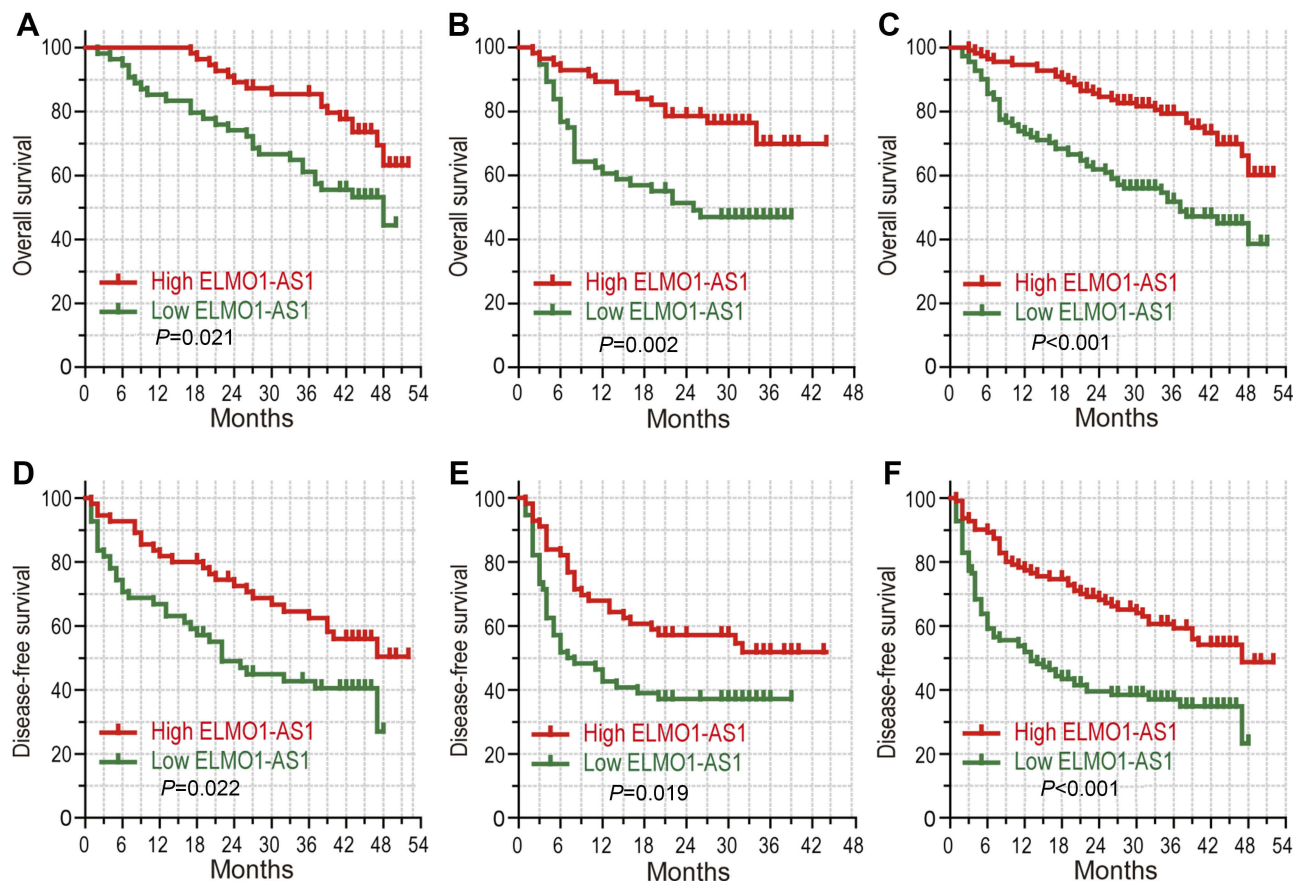 A
Overall survival
100
80
60
40
20
0
High ELMO1-AS1
Low ELMO1-AS1
P=0.021
0 6 12 18 24 30 36 42 48 54
Months
B
Overall survival
100
80
60
40
20
0
High ELMO1-AS1
Low ELMO1-AS1
P=0.002
0 6 12 18 24 30 36 42 48
Months
C
Overall survival
100
80
60
40
20
0
High ELMO1-AS1
Low ELMO1-AS1
P<0.001
0 6 12 18 24 30 36 42 48 54
Months
D
Disease-free survival
100
80
60
40
20
0
High ELMO1-AS1
Low ELMO1-AS1
P=0.022
0 6 12 18 24 30 36 42 48 54
Months
E
Disease-free survival
100
80
60
40
20
0
High ELMO1-AS1
Low ELMO1-AS1
P=0.019
0 6 12 18 24 30 36 42 48
Months
F
Disease-free survival
100
80
60
40
20
0
High ELMO1-AS1
Low ELMO1-AS1
P<0.001
0 6 12 18 24 30 36 42 48 54
Months